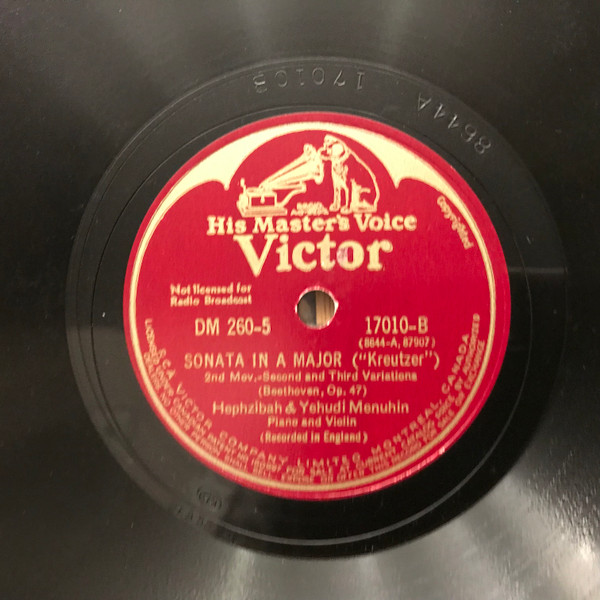 17010B
8644A
His Master's Voice
Victor
Copyrighted
Not licensed for
Radio Broadcast
DM 260-5
17010-B
(8644-A, 87907)
SONATA IN A MAJOR ("Kreutzer")
2nd Mov.-Second and Third Variations
(Beethoven, Op. 47)
Hephzibah & Yehudi Menuhin
Piano and Violin
(Recorded in England)
RCA VICTOR COMPANY LIMITED, MONTREAL, CANADA